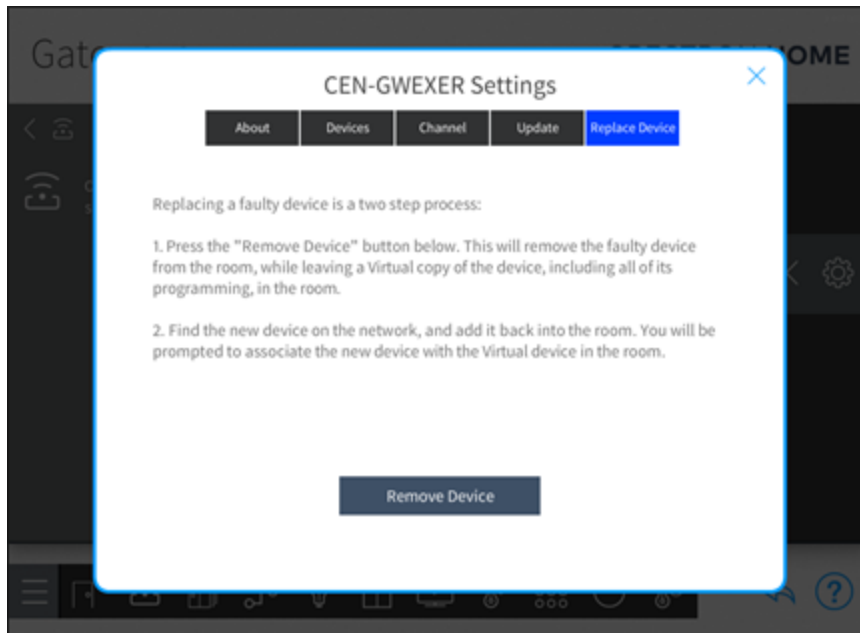 CEN-GWEXER Settings
OME
About Devices Channel Update Replace Device
Replacing a faulty device is a two step process:
1. Press the "Remove Device" button below. This will remove the faulty device
from the room, while leaving a Virtual copy of the device, including all of its
programming, in the room.
2. Find the new device on the network, and add it back into the room. You will be
prompted to associate the new device with the Virtual device in the room.
Remove Device
?